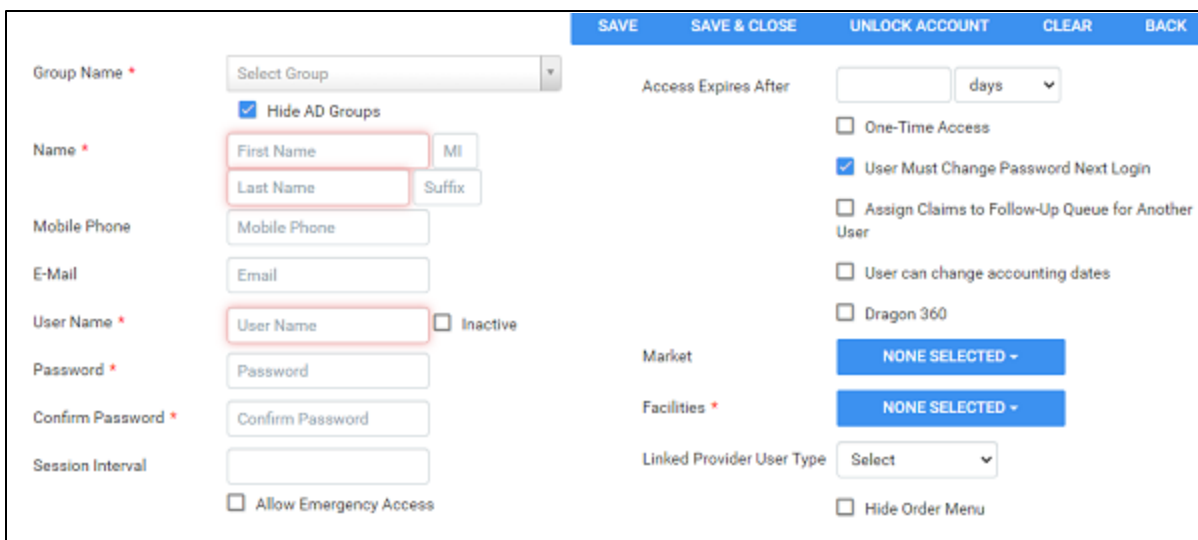 SAVE SAVE & CLOSE UNLOCK ACCOUNT CLEAR BACK
Group Name * Select Group
Hide AD Groups
Name * First Name MI
Last Name Suffix
Mobile Phone Mobile Phone
E-Mail Email
User Name * User Name Inactive
Password * Password
Confirm Password * Confirm Password
Session Interval
Allow Emergency Access
Access Expires After days
One-Time Access
User Must Change Password Next Login
Assign Claims to Follow-Up Queue for Another
User
User can change accounting dates
Dragon 360
Market NONE SELECTED
Facilities * NONE SELECTED
Linked Provider User Type Select
Hide Order Menu